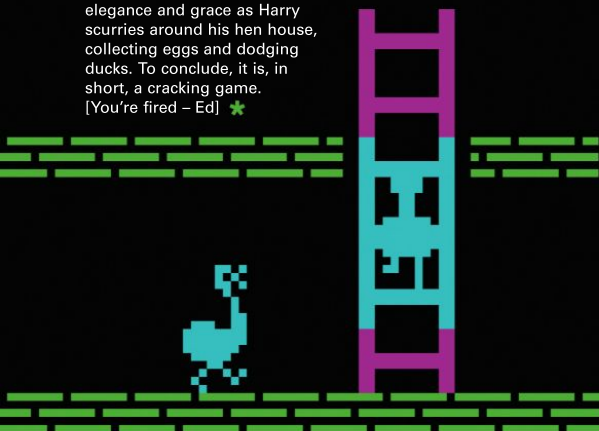 elegance and grace as Harry
scurries around his hen house,
collecting eggs and dodging
ducks. To conclude, it is, in
short, a cracking game.
[You're fired – Ed]